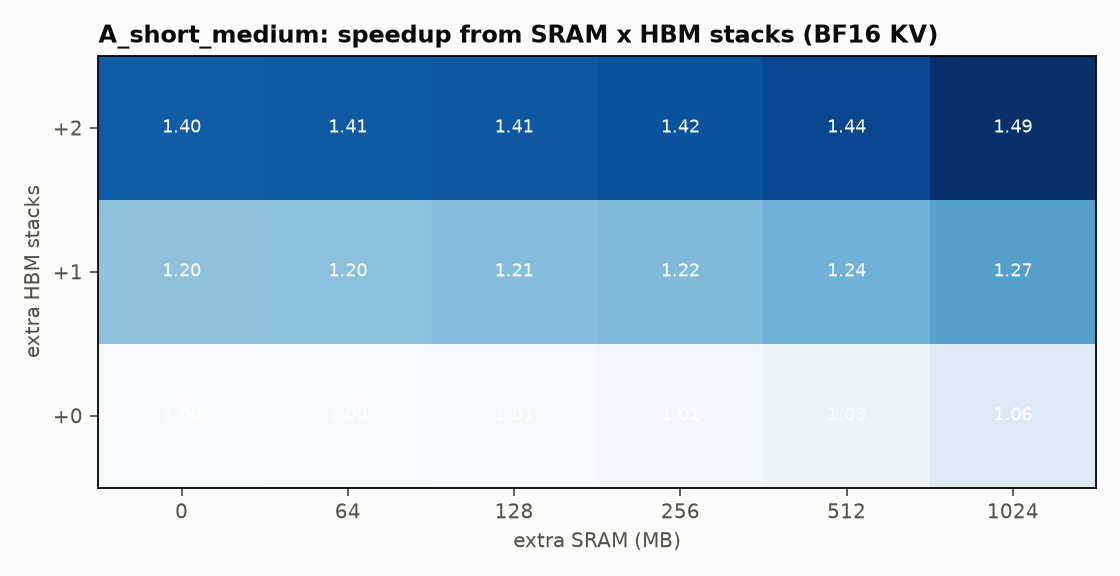 A_short_medium: speedup from SRAM x HBM stacks (BF16 KV)
extra HBM stacks
+2 1.40 1.41 1.41 1.42 1.44 1.49
+1 1.20 1.20 1.21 1.22 1.24 1.27
+0 1.00 1.00 1.01 1.01 1.03 1.06
0 64 128 256 512 1024
extra SRAM (MB)